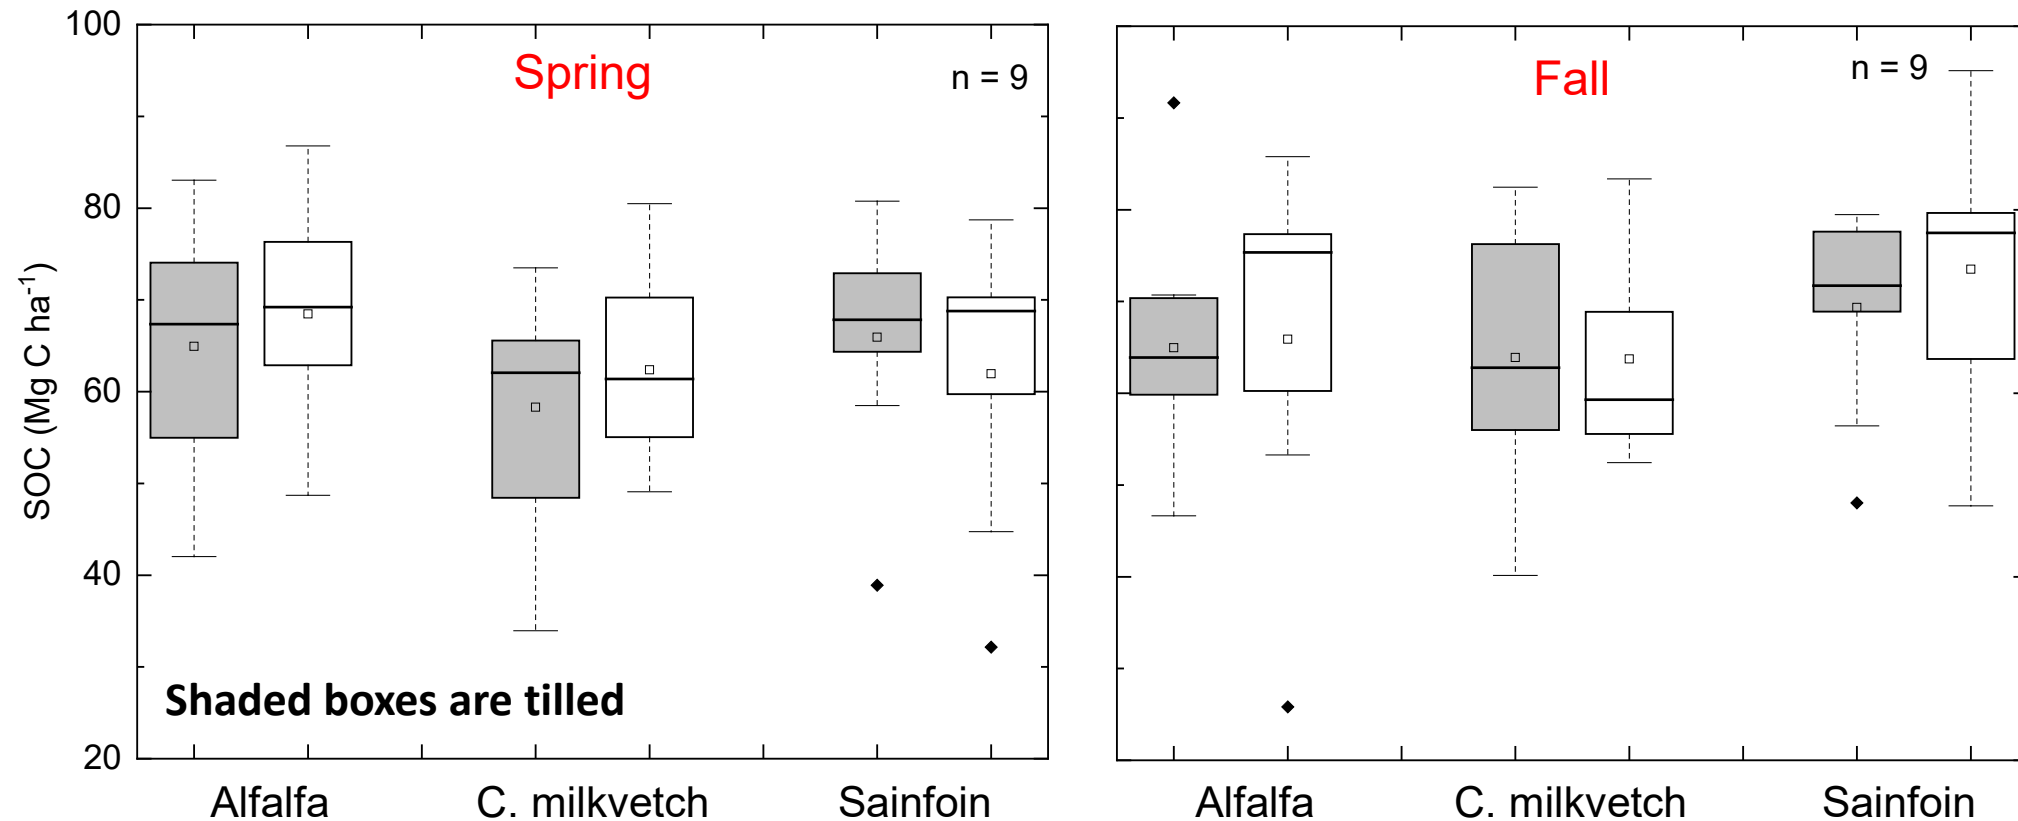 Spring
n = 9
Fall
n = 9
100
80
60
40
20
SOC (Mg C ha⁻¹)
Shaded boxes are tilled
Alfalfa
C. milkvetch
Sainfoin
Alfalfa
C. milkvetch
Sainfoin